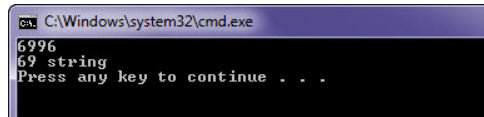 C:\Windows\system32\cmd.exe
6996
69 string
Press any key to continue . . .